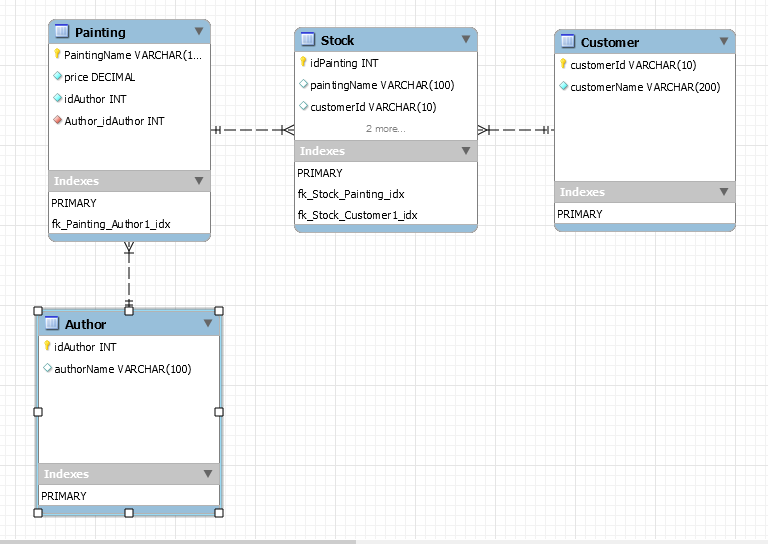 Painting
PaintingName VARCHAR(1...
price DECIMAL
idAuthor INT
Author_idAuthor INT
Indexes
PRIMARY
fk_Painting_Author1_idx
Stock
idPainting INT
paintingName VARCHAR(100)
customerId VARCHAR(10)
2 more...
Indexes
PRIMARY
fk_Stock_Painting_idx
fk_Stock_Customer1_idx
Customer
customerId VARCHAR(10)
customerName VARCHAR(200)
Indexes
PRIMARY
Author
idAuthor INT
authorName VARCHAR(100)
Indexes
PRIMARY